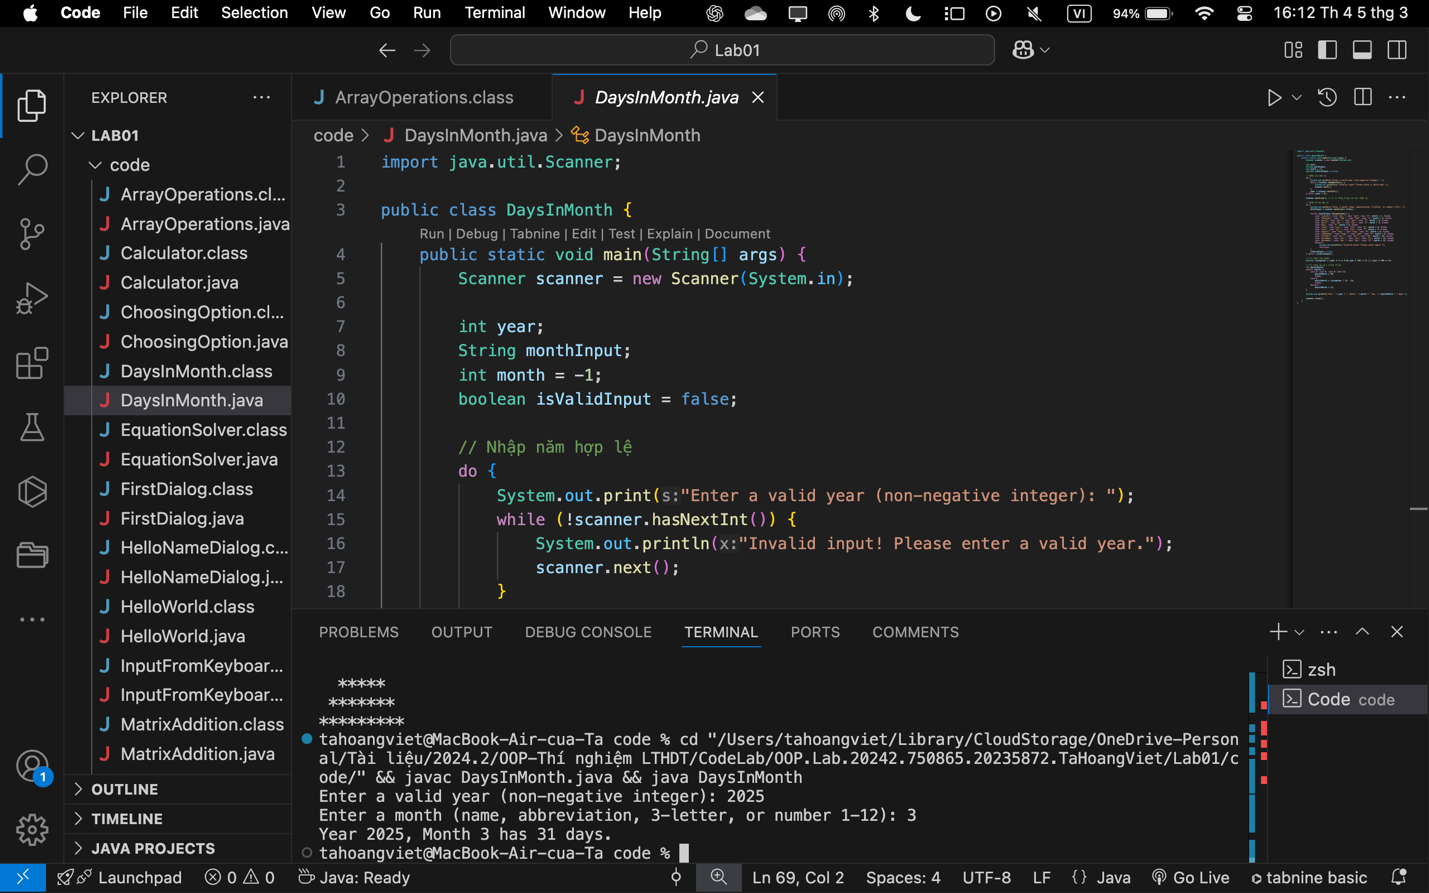 Code File Edit Selection View Go Run Terminal Window Help VI 94% 16:12 Th 4 5 thg 3
Lab01
EXPLORER
LAB01
code
ArrayOperations.cl...
ArrayOperations.java
Calculator.class
Calculator.java
ChoosingOption.cl...
ChoosingOption.java
DaysInMonth.class
DaysInMonth.java
EquationSolver.class
EquationSolver.java
FirstDialog.class
FirstDialog.java
HelloNameDialog.c...
HelloNameDialog.j...
HelloWorld.class
HelloWorld.java
InputFromKeyboar...
InputFromKeyboar...
MatrixAddition.class
MatrixAddition.java
OUTLINE
TIMELINE
JAVA PROJECTS
1
ArrayOperations.class DaysInMonth.java
code > DaysInMonth.java > DaysInMonth
1 import java.util.Scanner;
2
3 public class DaysInMonth {
Run | Debug | Tabnine | Edit | Test | Explain | Document
4 public static void main(String[] args) {
5 Scanner scanner = new Scanner(System.in);
6
7 int year;
8 String monthInput;
9 int month = -1;
10 boolean isValidInput = false;
11
12 // Nhập năm hợp lệ
13 do {
14 System.out.print(s:"Enter a valid year (non-negative integer): ");
15 while (!scanner.hasNextInt()) {
16 System.out.println(x:"Invalid input! Please enter a valid year.");
17 scanner.next();
18 }
PROBLEMS OUTPUT DEBUG CONSOLE TERMINAL PORTS COMMENTS
*****
*******
*********
tahoangviet@MacBook-Air-cua-Ta code % cd "/Users/tahoangviet/Library/CloudStorage/OneDrive-Person
al/Tài liệu/2024.2/OOP-Thí nghiệm LTHDT/CodeLab/OOP.Lab.20242.750865.20235872.TaHoangViet/Lab01/c
ode/" && javac DaysInMonth.java && java DaysInMonth
Enter a valid year (non-negative integer): 2025
Enter a month (name, abbreviation, 3-letter, or number 1-12): 3
Year 2025, Month 3 has 31 days.
tahoangviet@MacBook-Air-cua-Ta code %
zsh
Code code
Launchpad 0 0 Java: Ready Ln 69, Col 2 Spaces: 4 UTF-8 LF {} Java Go Live tabnine basic